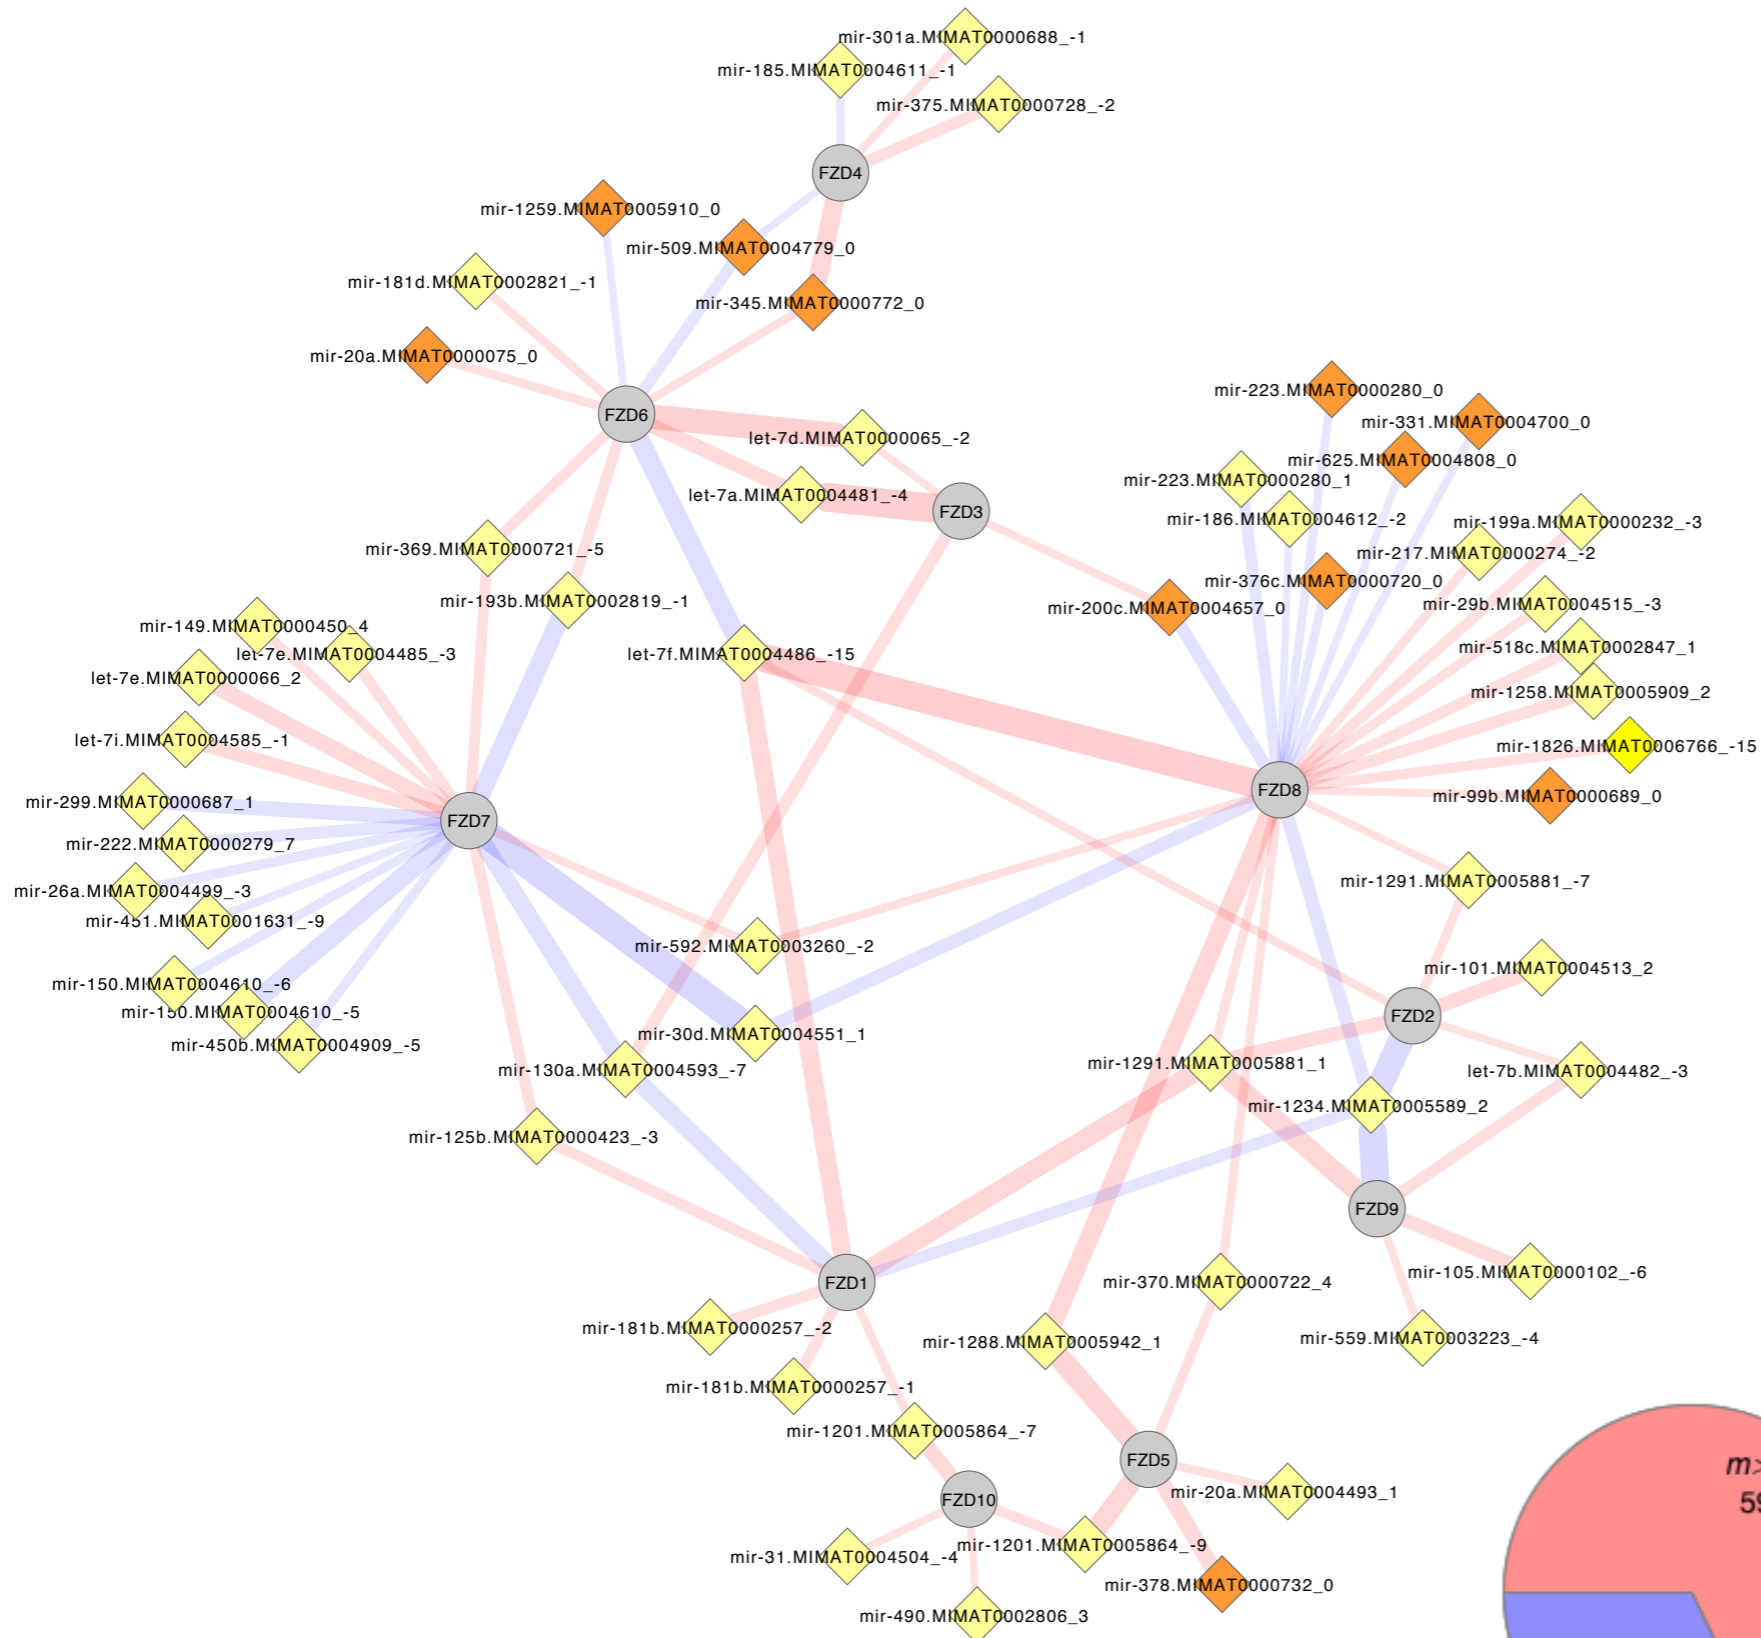 mir-301a.MIMAT0000688_-1
mir-185.MIMAT0004611_-1
mir-375.MIMAT0000728_-2
FZD4
mir-1259.MIMAT0005910_0
mir-509.MIMAT0004779_0
mir-181d.MIMAT0002821_-1
mir-345.MIMAT0000772_0
mir-20a.MIMAT0000075_0
FZD6
mir-223.MIMAT0000280_0
mir-331.MIMAT0004700_0
let-7d.MIMAT0000065_-2
mir-625.MIMAT0004808_0
mir-223.MIMAT0000280_1
let-7a.MIMAT0004481_-4
FZD3
mir-186.MIMAT0004612_-2
mir-199a.MIMAT0000232_-3
mir-369.MIMAT0000721_-5
mir-217.MIMAT0000274_-2
mir-376c.MIMAT0000720_0
mir-193b.MIMAT0002819_-1
mir-200c.MIMAT0004657_0
mir-29b.MIMAT0004515_-3
mir-149.MIMAT0000450_4
let-7e.MIMAT0004485_-3
let-7f.MIMAT0004486_-15
mir-518c.MIMAT0002847_1
let-7e.MIMAT0000066_2
mir-1258.MIMAT0005909_2
let-7i.MIMAT0004585_-1
mir-1826.MIMAT0006766_-15
FZD8
mir-99b.MIMAT0000689_0
mir-299.MIMAT0000687_1
FZD7
mir-222.MIMAT0000279_7
mir-26a.MIMAT0004499_-3
mir-1291.MIMAT0005881_-7
mir-451.MIMAT0001631_-9
mir-592.MIMAT0003260_-2
mir-101.MIMAT0004513_2
mir-150.MIMAT0004610_-6
mir-150.MIMAT0004610_-5
FZD2
mir-30d.MIMAT0004551_1
mir-450b.MIMAT0004909_-5
mir-1291.MIMAT0005881_1
mir-130a.MIMAT0004593_-7
let-7b.MIMAT0004482_-3
mir-1234.MIMAT0005589_2
mir-125b.MIMAT0000423_-3
FZD9
mir-105.MIMAT0000102_-6
FZD1
mir-370.MIMAT0000722_4
mir-181b.MIMAT0000257_-2
mir-1288.MIMAT0005942_1
mir-559.MIMAT0003223_-4
mir-181b.MIMAT0000257_-1
mir-1201.MIMAT0005864_-7
FZD5
m>
mir-20a.MIMAT0004493_1
FZD10
59
mir-1201.MIMAT0005864_-9
mir-31.MIMAT0004504_-4
mir-378.MIMAT0000732_0
mir-490.MIMAT0002806_3